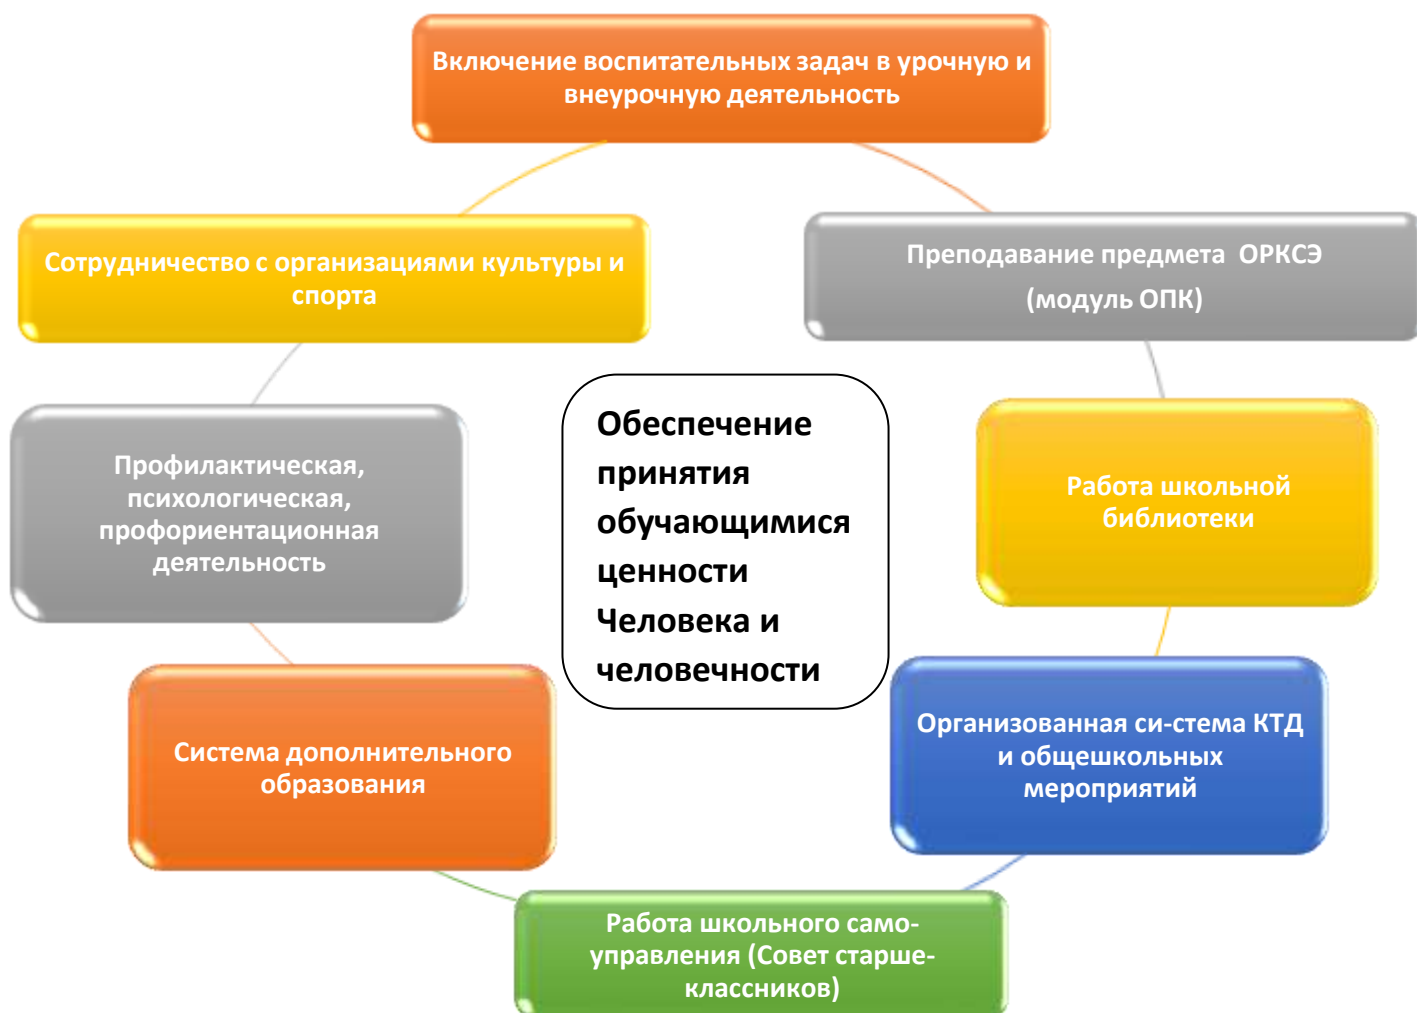 Включение воспитательных задач в урочную и
внеурочную деятельность
Сотрудничество с организациями культуры и
спорта
Преподавание предмета ОРКСЭ
(модуль ОПК)
Обеспечение
принятия
обучающимися
ценности
Человека и
человечности
Профилактическая,
психологическая,
профориентационная
деятельность
Работа школьной
библиотеки
Система дополнительного
образования
Организованная си-стема КТД
и общешкольных
мероприятий
Работа школьного само-
управления (Совет старше-
классников)